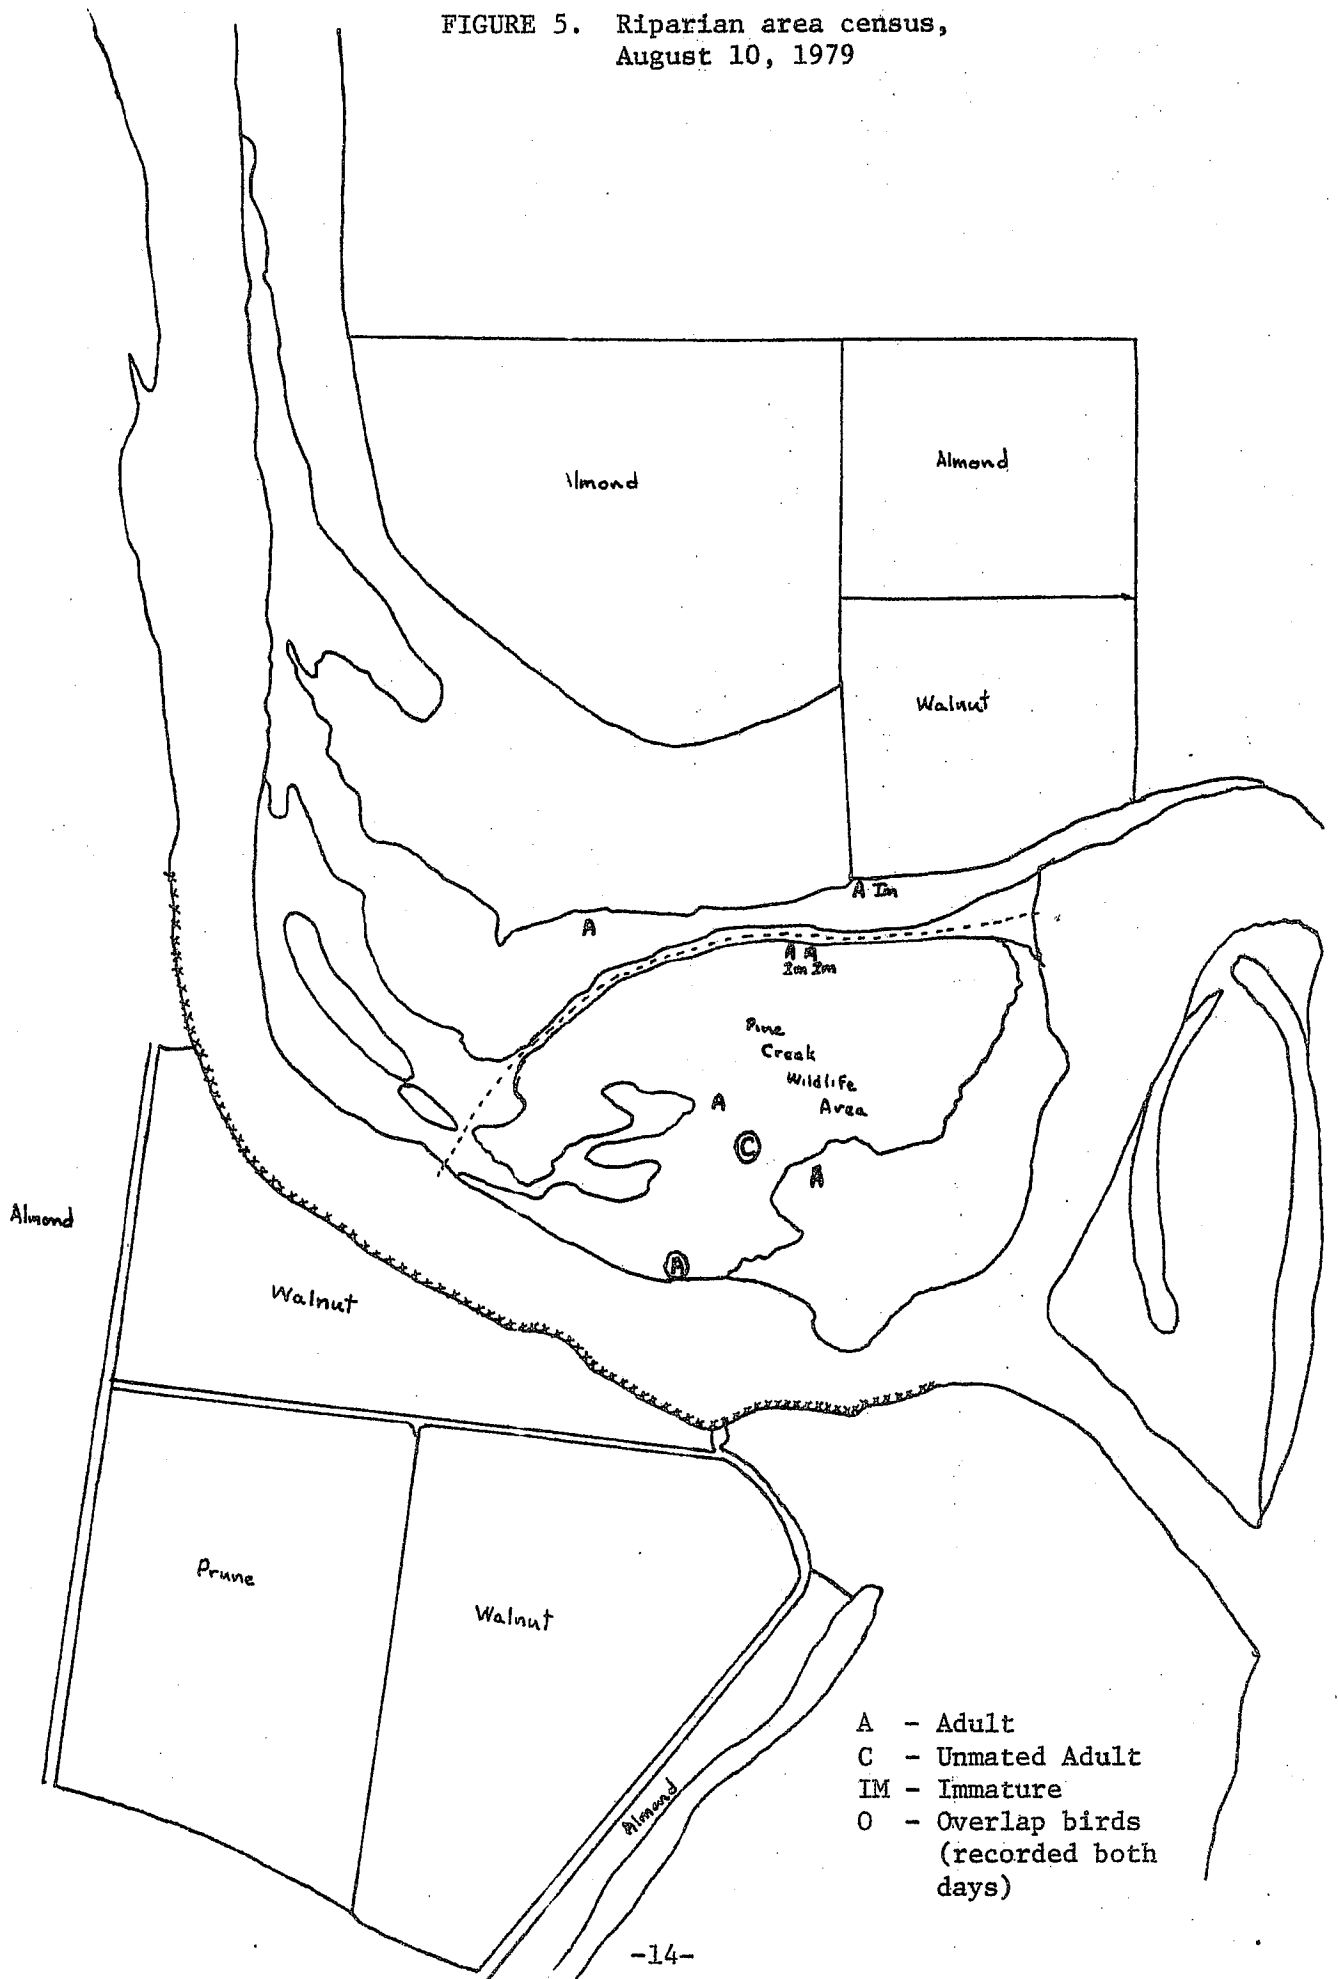 FIGURE 5. Riparian area census,
August 10, 1979
Almond
lmond
Walnut
A Im
A
A A
Im Im
Pine
Creek
Wildlife
Area
A
C
A
A
Almond
Walnut
Prune
Walnut
Almond
A - Adult
C - Unmated Adult
IM - Immature
O - Overlap birds
(recorded both
days)
-14-